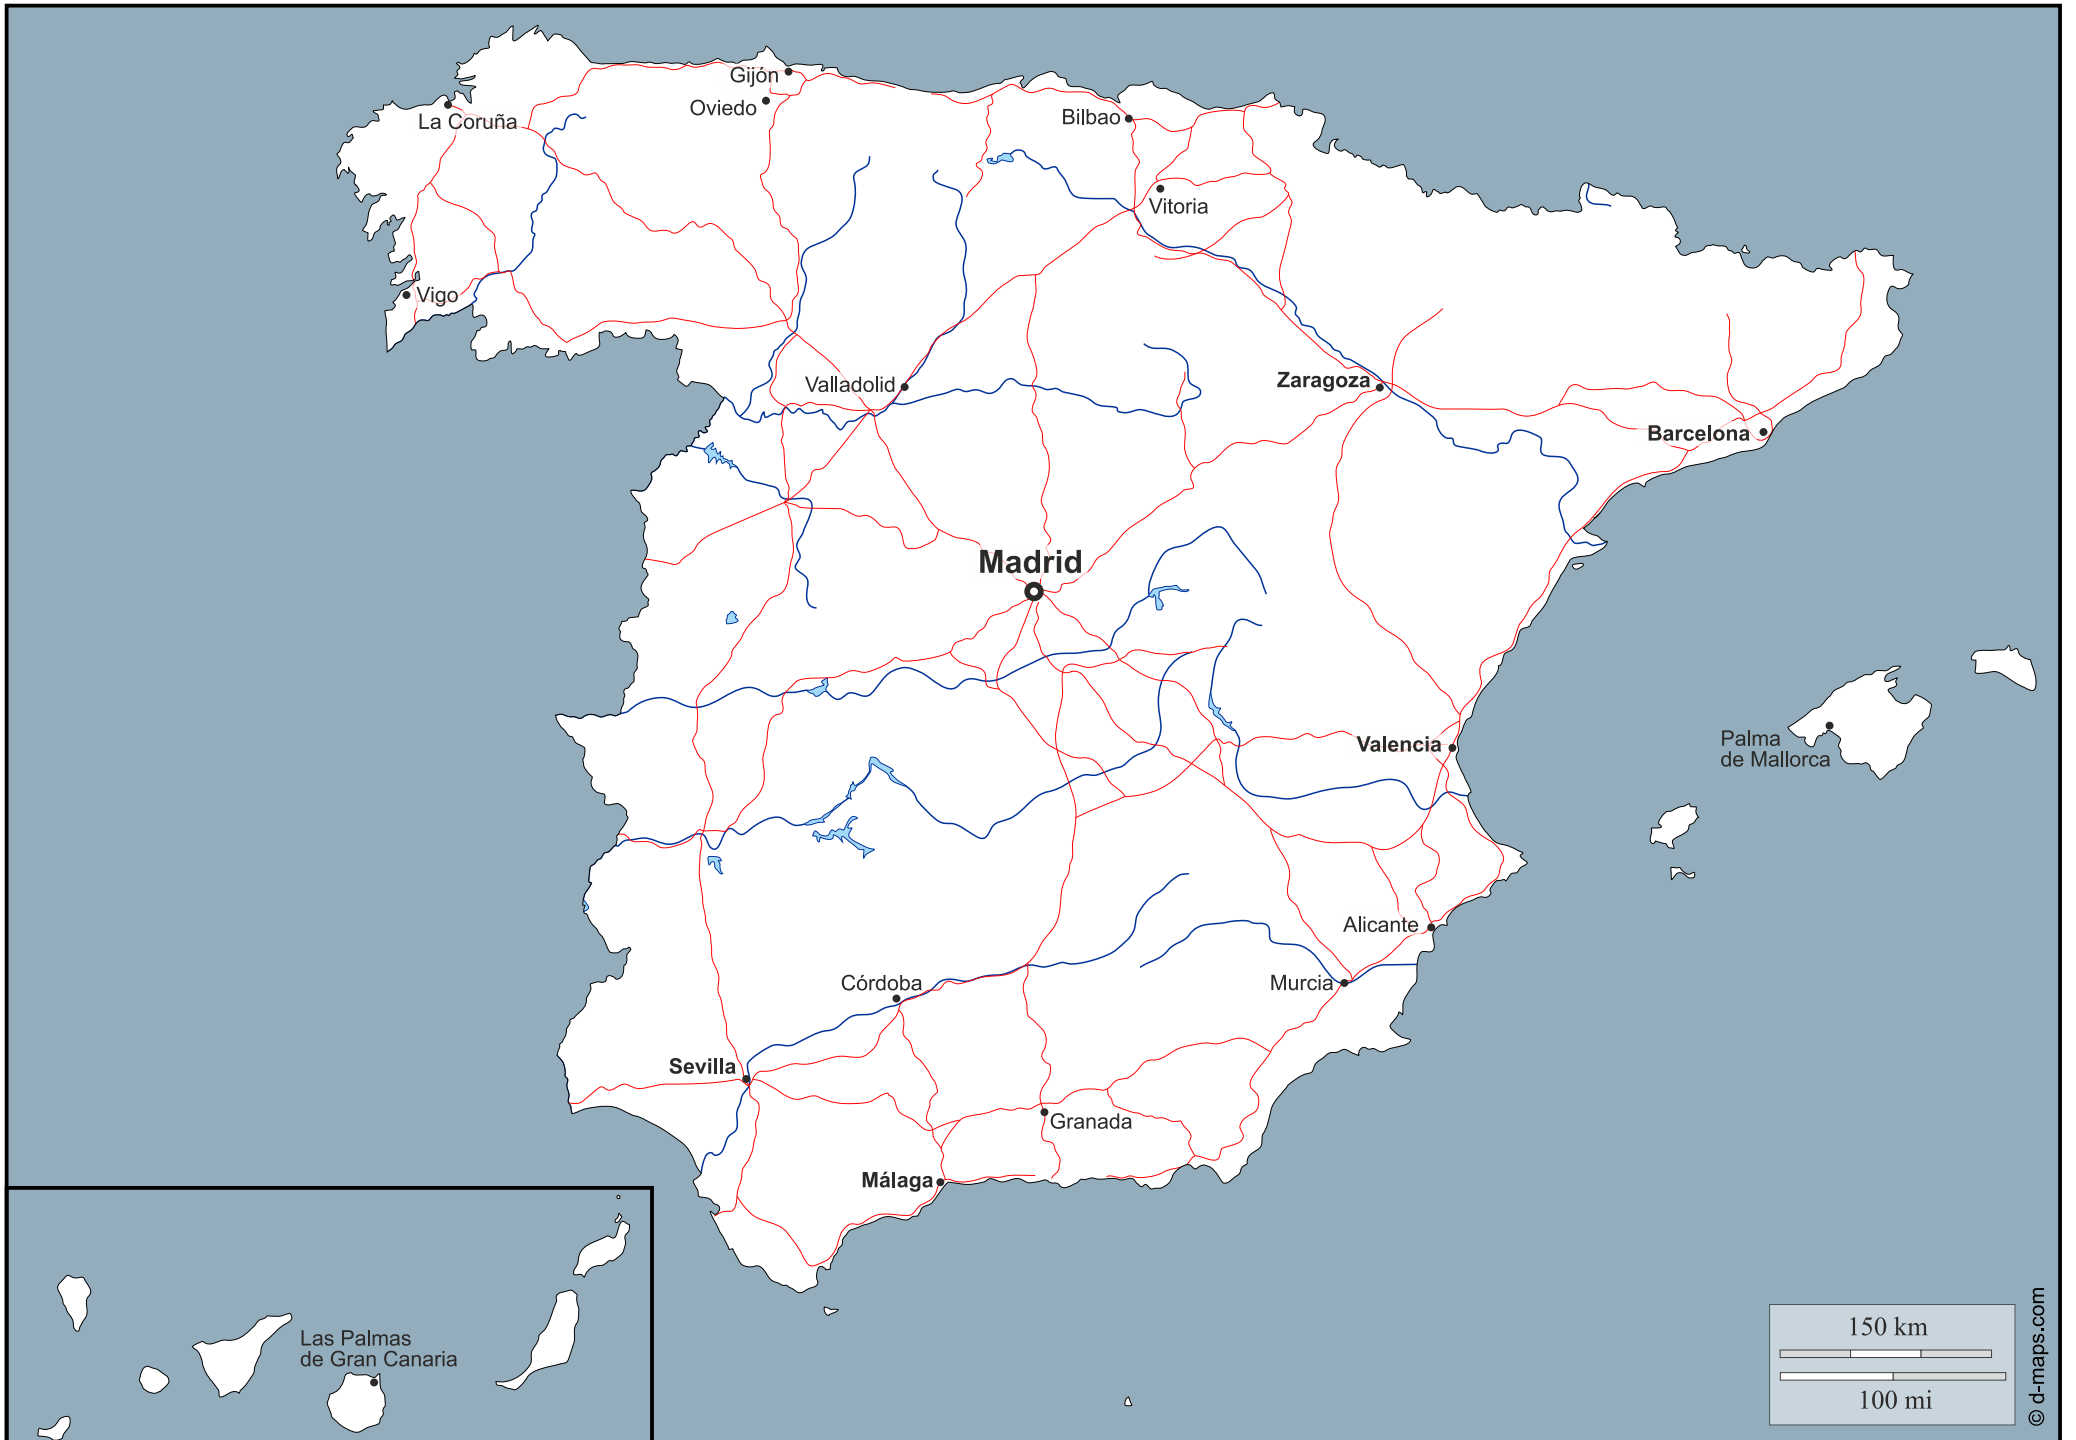 Gijón
Oviedo
La Coruña
Bilbao
Vitoria
Vigo
Valladolid
Zaragoza
Barcelona
Madrid
Palma
de Mallorca
Valencia
Alicante
Córdoba
Murcia
Sevilla
Granada
Málaga
Las Palmas
de Gran Canaria
150 km
100 mi
© d-maps.com